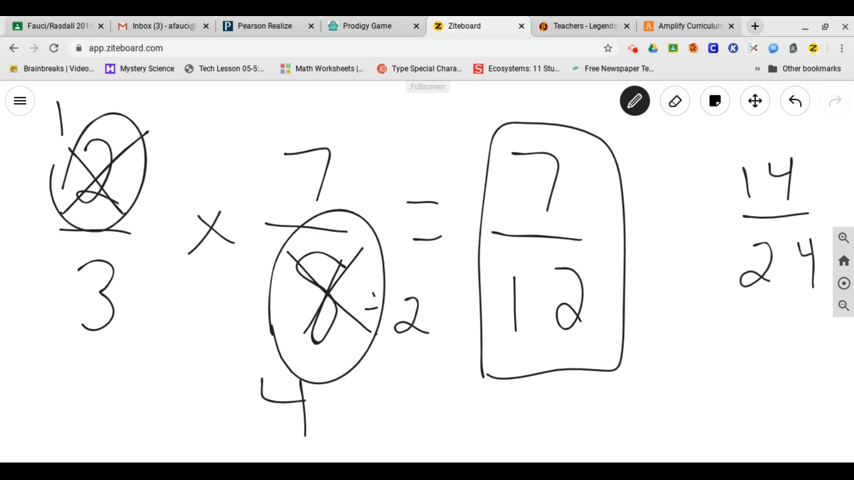 Fauci/Rasdall 201 Inbox (3) - afauci@ Pearson Realize Prodigy Game Ziteboard Teachers - Legends Amplify Curriculum
app.ziteboard.com
Brainbreaks | Video... Mystery Science Tech Lesson 05-5:... Math Worksheets |... Type Special Chara... Ecosystems: 11 Stu... Free Newspaper Te... » Other bookmarks
Fullscreen
1
2 7 7 14
× =
3 8 ÷ 2 12 24
4